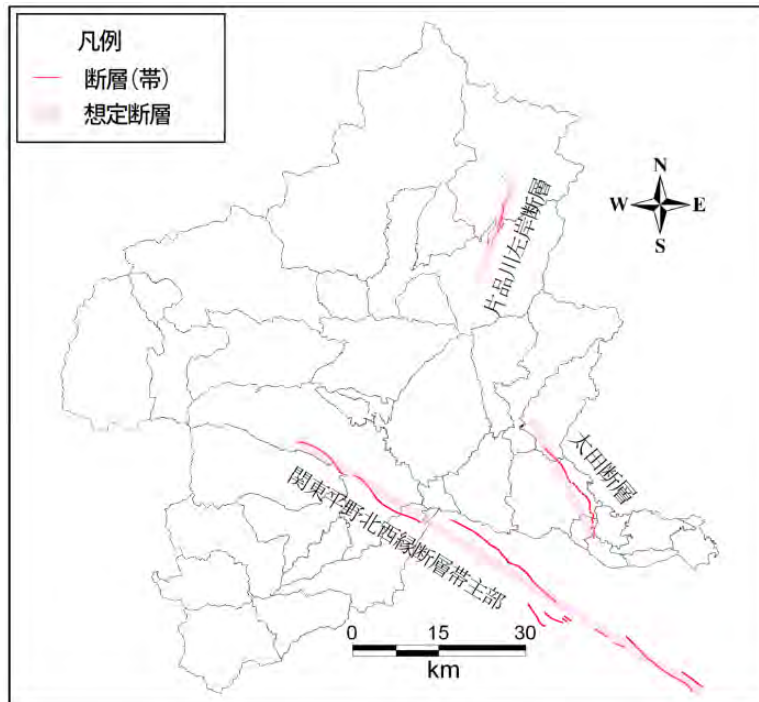 凡例
断層(帯)
想定断層
N
W
E
S
片品川左岸断層
太田断層
関東平野北西縁断層帯主部
0 15 30
km